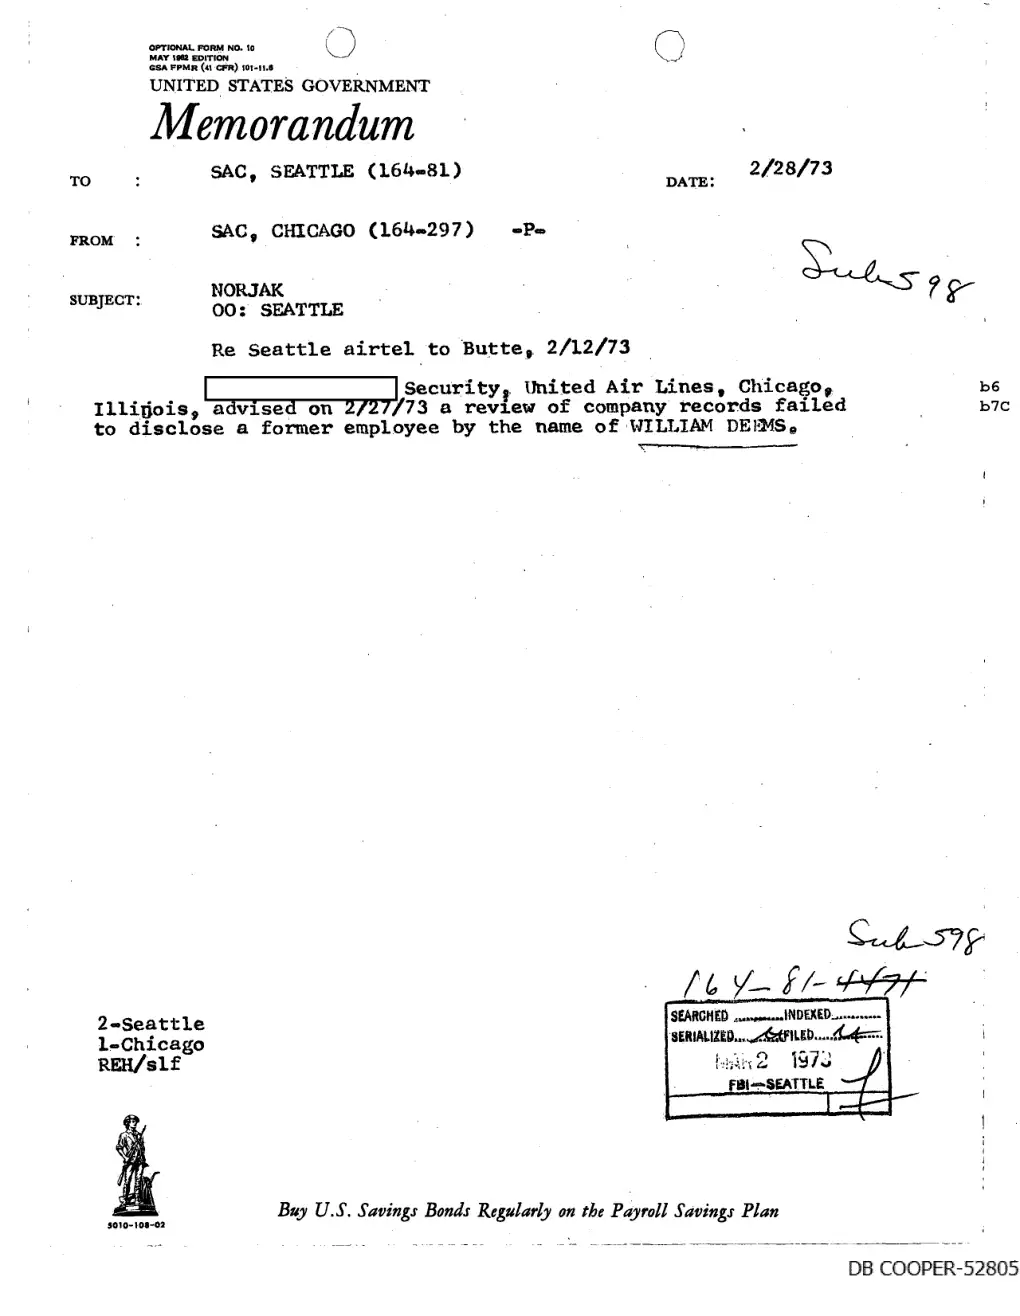 OPTIONAL FORM NO. 10
MAY 1962 EDITION
GSA FPMR (41 CFR) 101-11.6
UNITED STATES GOVERNMENT
Memorandum
TO : SAC, SEATTLE (164-81) DATE: 2/28/73
FROM : SAC, CHICAGO (164-297) -P-
Sub 598
SUBJECT: NORJAK
OO: SEATTLE
Re Seattle airtel to Butte, 2/12/73
Security, United Air Lines, Chicago, b6
Illinois, advised on 2/27/73 a review of company records failed b7C
to disclose a former employee by the name of WILLIAM DEEMS.
Sub 598
164-81-4471
SEARCHED ............INDEXED............
SERIALIZED......FILED......
2-Seattle
1-Chicago
REH/slf
MAR 2 1973
FBI—SEATTLE
5010-108-02
Buy U.S. Savings Bonds Regularly on the Payroll Savings Plan
DB COOPER-52805